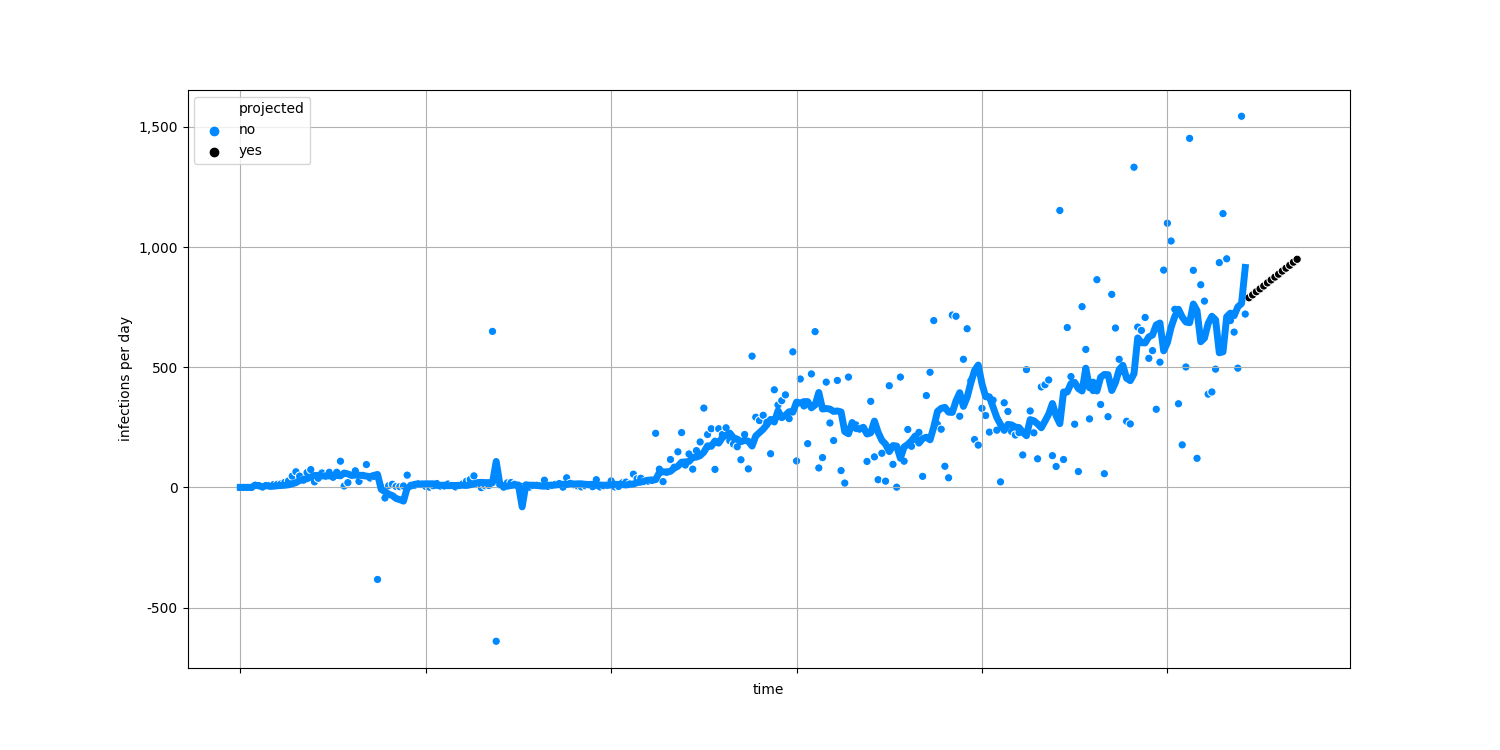 projected
no
yes
1,500
1,000
500
0
-500
infections per day
time